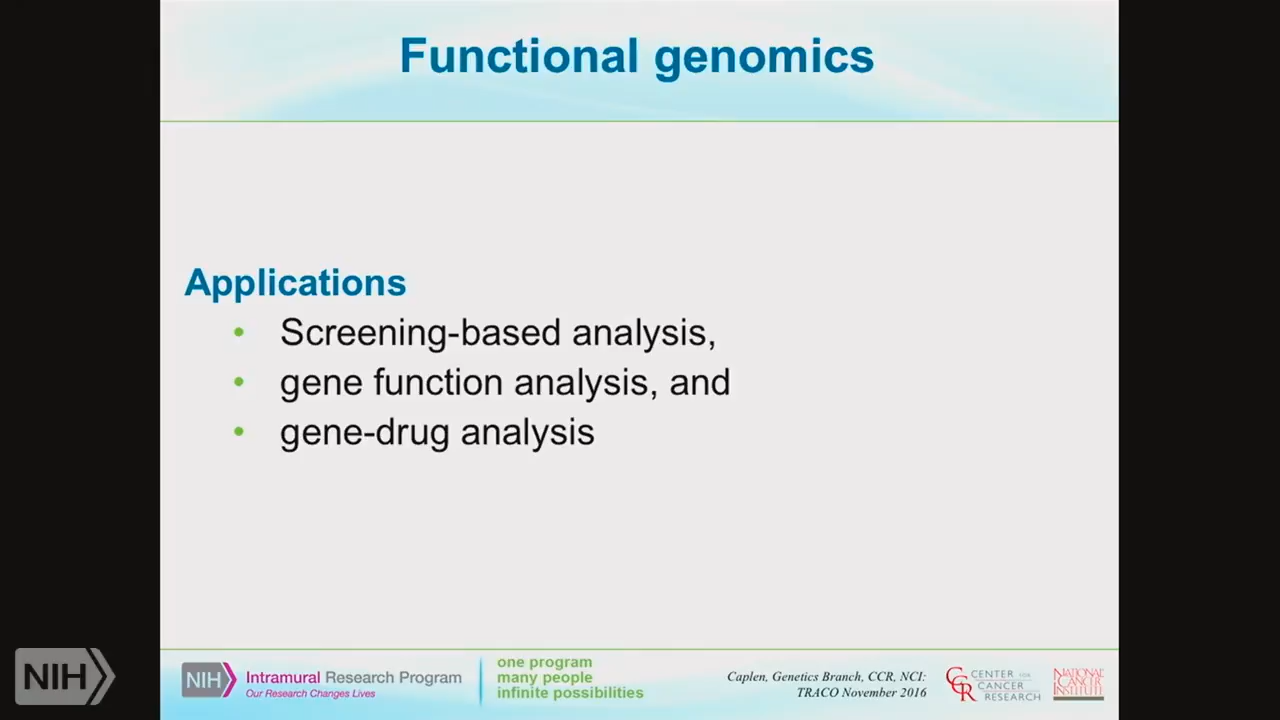 Functional genomics
Applications
• Screening-based analysis,
• gene function analysis, and
• gene-drug analysis
NIH
NIH
Intramural Research Program
Our Research Changes Lives
one program
many people
infinite possibilities
Caplen, Genetics Branch, CCR, NCI:
TRACO November 2016
CCR
CENTER FOR
CANCER
RESEARCH
NATIONAL
CANCER
INSTITUTE